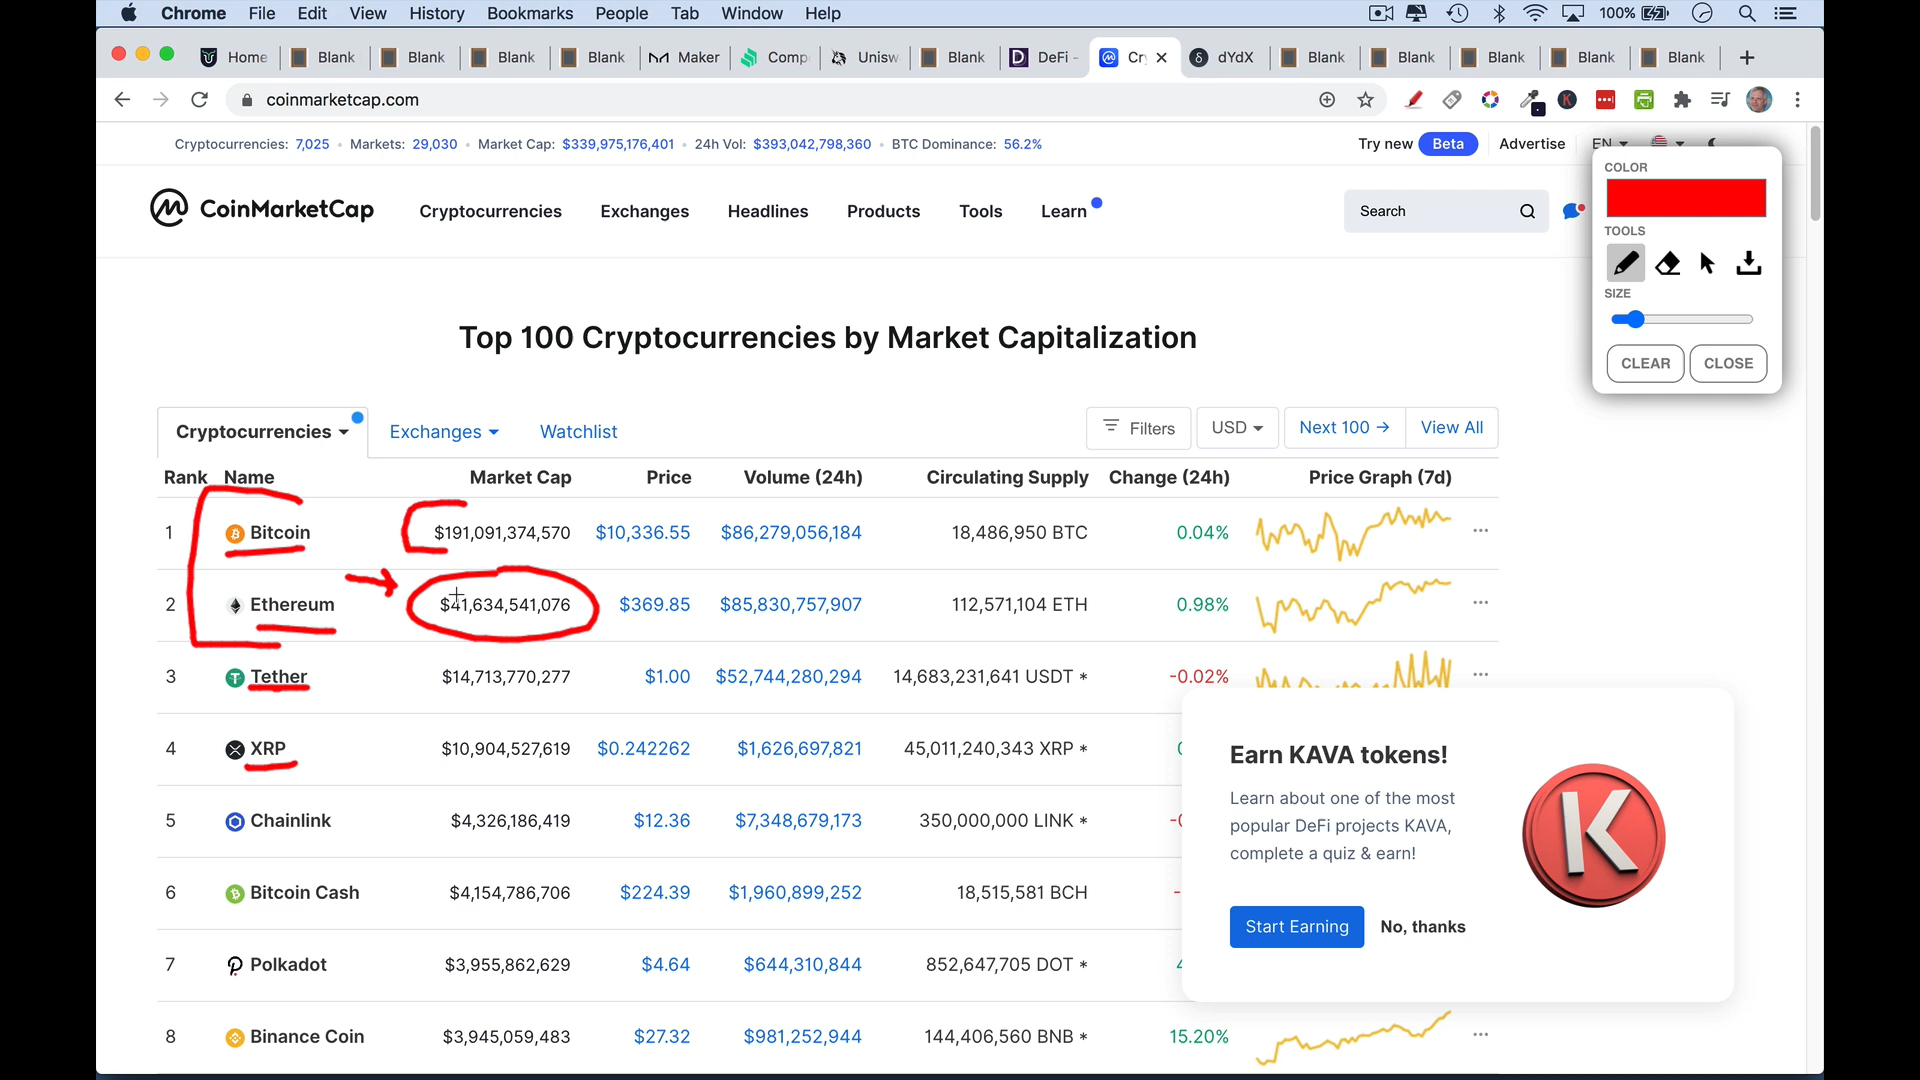 Chrome File Edit View History Bookmarks People Tab Window Help 100%
Home Blank Blank Blank Blank Maker Comp Unisw Blank DeFi - Cr dYdX Blank Blank Blank Blank Blank
coinmarketcap.com
Cryptocurrencies: 7,025 • Markets: 29,030 • Market Cap: $339,975,176,401 • 24h Vol: $393,042,798,360 • BTC Dominance: 56.2% Try new Beta Advertise EN
CoinMarketCap Cryptocurrencies Exchanges Headlines Products Tools Learn Search
COLOR
TOOLS
SIZE
CLEAR CLOSE
Top 100 Cryptocurrencies by Market Capitalization
Cryptocurrencies Exchanges Watchlist Filters USD Next 100 → View All
Rank Name Market Cap Price Volume (24h) Circulating Supply Change (24h) Price Graph (7d)
1 Bitcoin $191,091,374,570 $10,336.55 $86,279,056,184 18,486,950 BTC 0.04%
2 Ethereum $41,634,541,076 $369.85 $85,830,757,907 112,571,104 ETH 0.98%
3 Tether $14,713,770,277 $1.00 $52,744,280,294 14,683,231,641 USDT * -0.02%
4 XRP $10,904,527,619 $0.242262 $1,626,697,821 45,011,240,343 XRP *
5 Chainlink $4,326,186,419 $12.36 $7,348,679,173 350,000,000 LINK *
6 Bitcoin Cash $4,154,786,706 $224.39 $1,960,899,252 18,515,581 BCH
7 Polkadot $3,955,862,629 $4.64 $644,310,844 852,647,705 DOT *
8 Binance Coin $3,945,059,483 $27.32 $981,252,944 144,406,560 BNB * 15.20%
Earn KAVA tokens!
Learn about one of the most
popular DeFi projects KAVA,
complete a quiz & earn!
Start Earning No, thanks